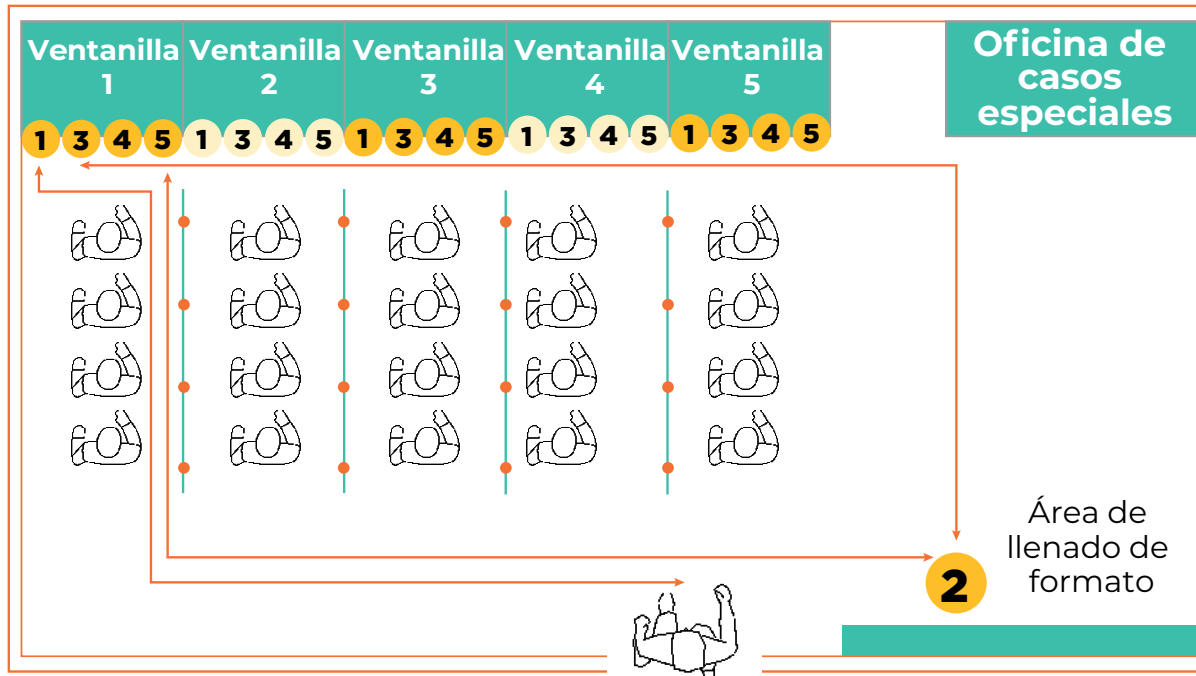 Ventanilla
1
Ventanilla
2
Ventanilla
3
Ventanilla
4
Ventanilla
5
Oficina de
casos
especiales
1 3 4 5 1 3 4 5 1 3 4 5 1 3 4 5 1 3 4 5
Área de
llenado de
formato
2